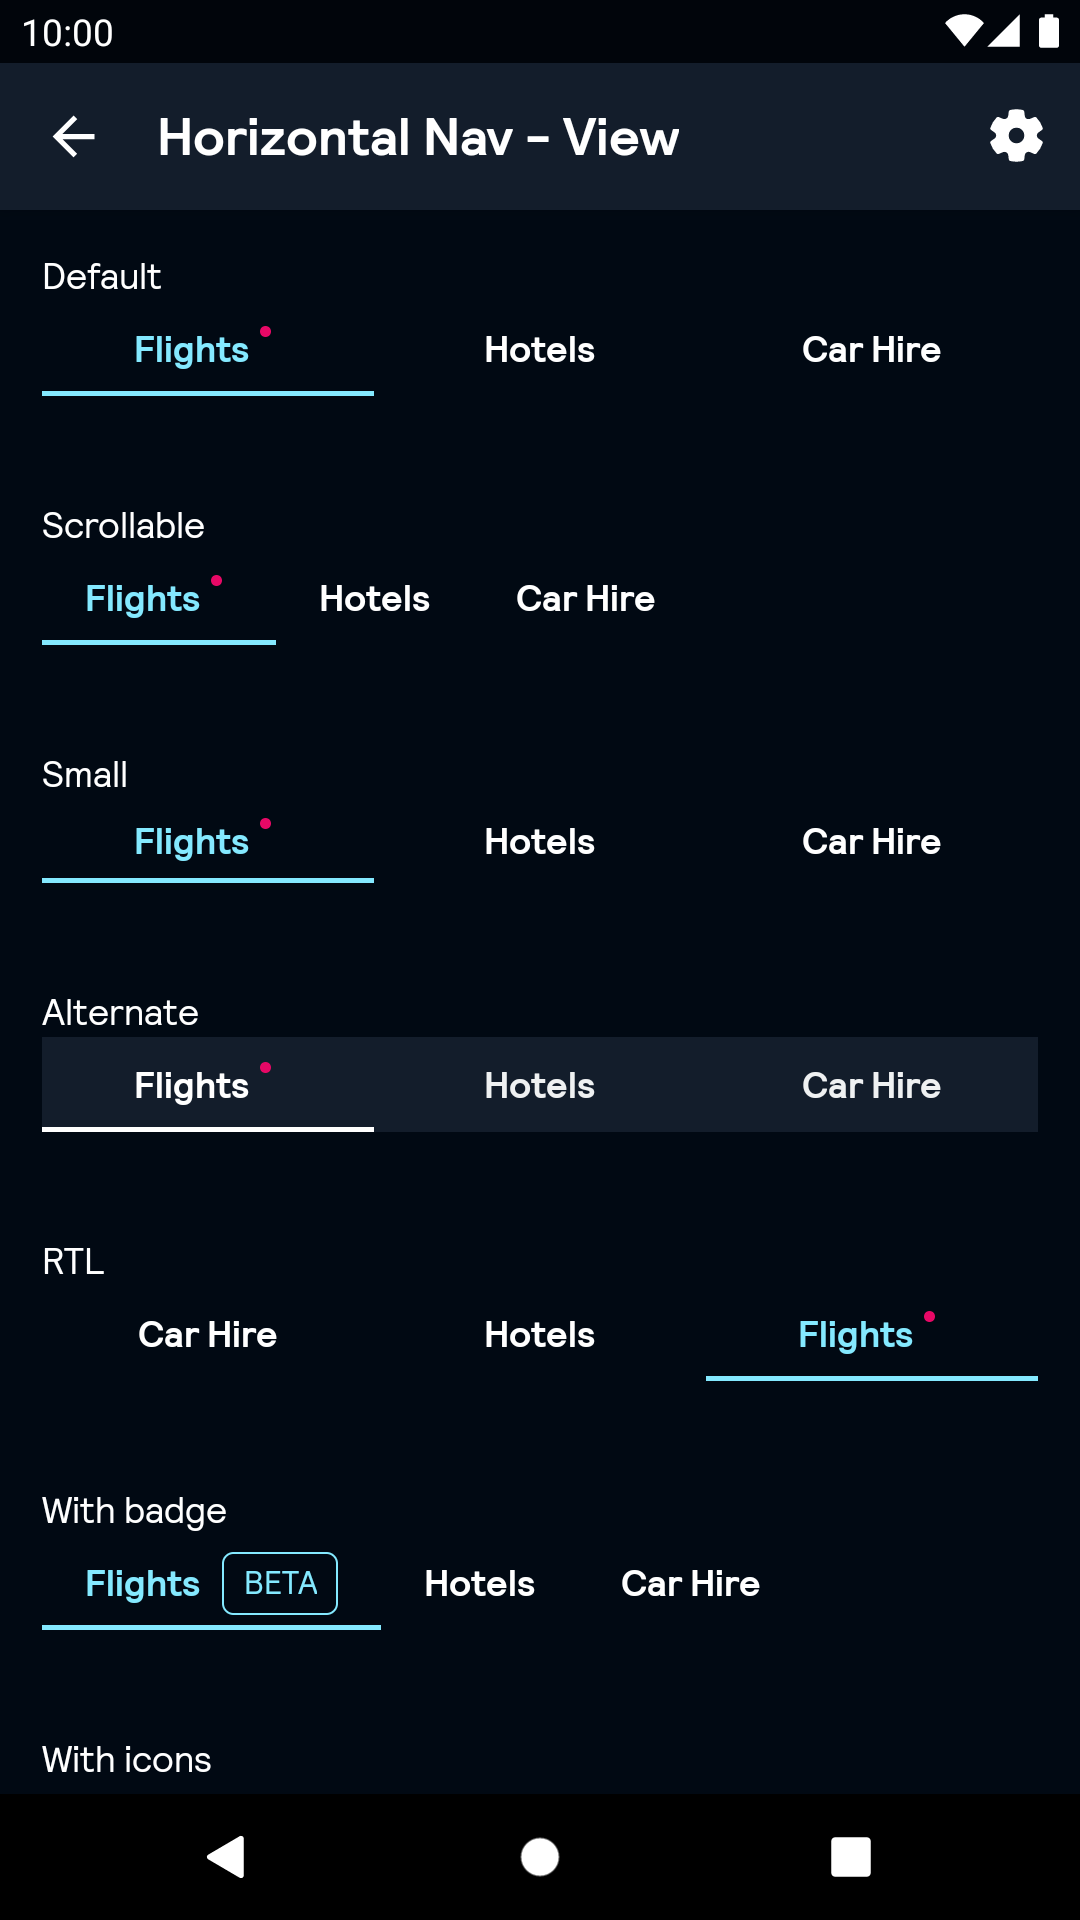 10:00
Horizontal Nav - View
Default
Flights Hotels Car Hire
Scrollable
Flights Hotels Car Hire
Small
Flights Hotels Car Hire
Alternate
Flights Hotels Car Hire
RTL
Car Hire Hotels Flights
With badge
Flights BETA Hotels Car Hire
With icons